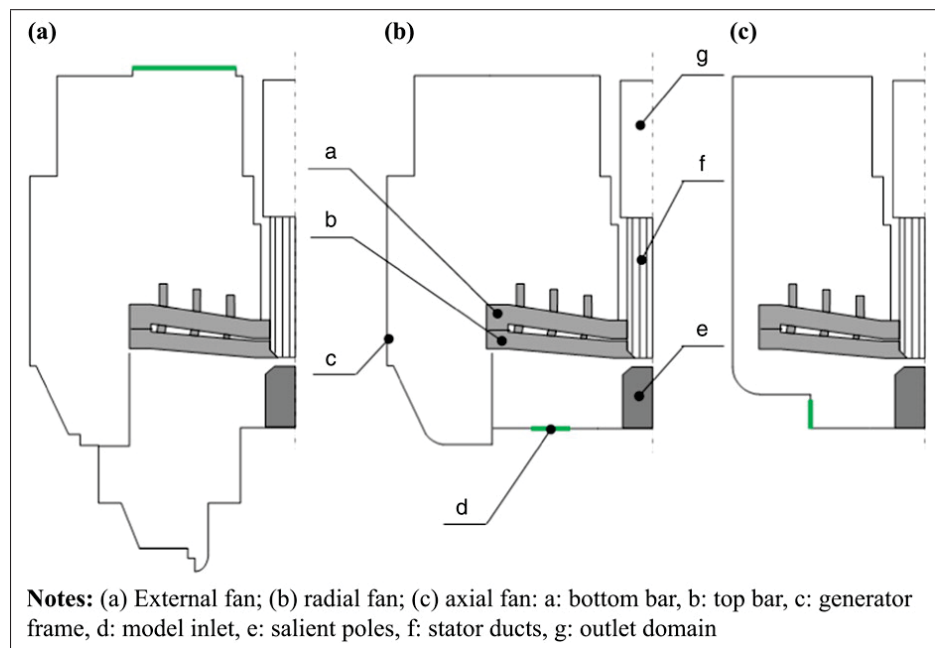 (a)
(b)
(c)
g
a
f
b
e
c
d
Notes: (a) External fan; (b) radial fan; (c) axial fan: a: bottom bar, b: top bar, c: generator
frame, d: model inlet, e: salient poles, f: stator ducts, g: outlet domain